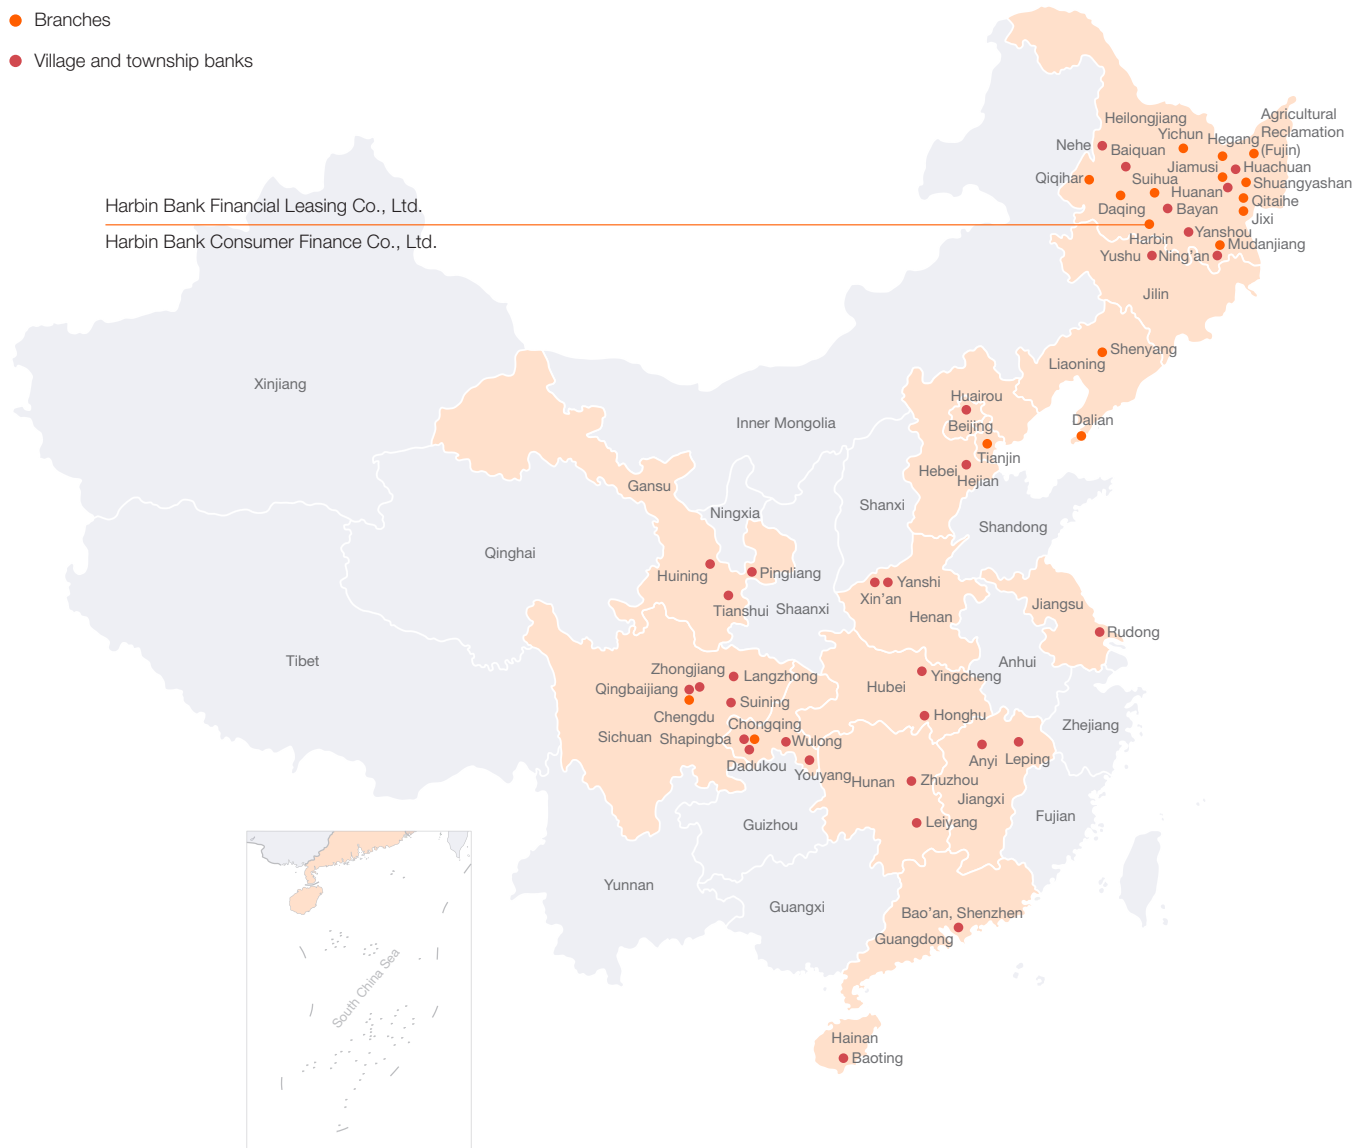 Branches
Village and township banks
Harbin Bank Financial Leasing Co., Ltd.
Harbin Bank Consumer Finance Co., Ltd.
Agricultural
Reclamation
(Fujin)
Heilongjiang
Yichun
Hegang
Nehe
Baiquan
Jiamusi
Huachuan
Qiqihar
Suihua
Shuangyashan
Huanan
Qitaihe
Daqing
Bayan
Jixi
Yanshou
Harbin
Mudanjiang
Yushu
Ning'an
Jilin
Shenyang
Liaoning
Xinjiang
Huairou
Inner Mongolia
Beijing
Dalian
Tianjin
Hebei
Hejian
Gansu
Shanxi
Ningxia
Shandong
Qinghai
Huining
Pingliang
Yanshi
Xin'an
Tianshui
Shaanxi
Henan
Jiangsu
Rudong
Tibet
Anhui
Zhongjiang
Langzhong
Yingcheng
Qingbaijiang
Hubei
Suining
Chengdu
Honghu
Chongqing
Zhejiang
Sichuan
Shapingba
Wulong
Anyi
Leping
Dadukou
Youyang
Hunan
Zhuzhou
Jiangxi
Guizhou
Leiyang
Fujian
Yunnan
Guangxi
Bao'an, Shenzhen
Guangdong
South China Sea
Hainan
Baoting